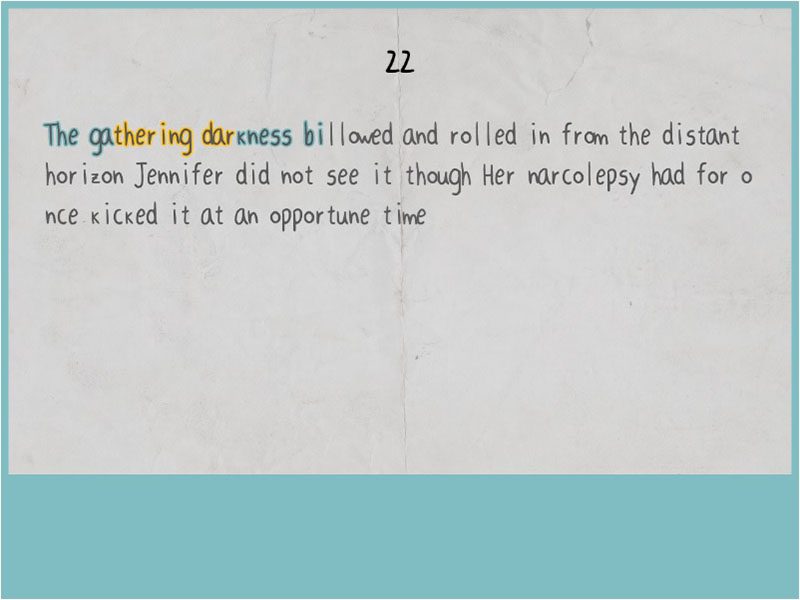 22
The gathering darkness billowed and rolled in from the distant
horizon Jennifer did not see it though Her narcolepsy had for o
nce kicked it at an opportune time